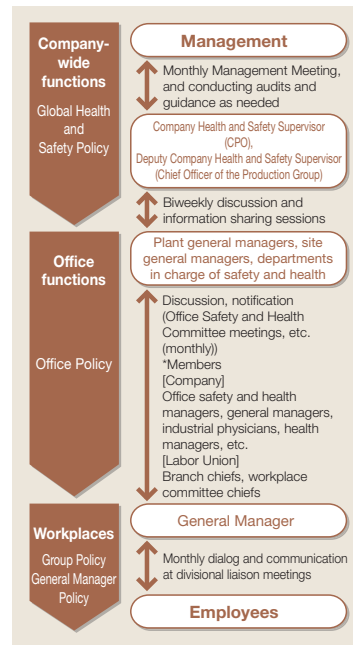 Company-
wide
functions
Global Health
and
Safety Policy
Management
Monthly Management Meeting,
and conducting audits and
guidance as needed
Company Health and Safety Supervisor
(CPO),
Deputy Company Health and Safety Supervisor
(Chief Officer of the Production Group)
Biweekly discussion and
information sharing sessions
Office
functions
Office Policy
Plant general managers, site
general managers, departments
in charge of safety and health
Discussion, notification
(Office Safety and Health
Committee meetings, etc.
(monthly))
*Members
[Company]
Office safety and health
managers, general managers,
industrial physicians, health
managers, etc.
[Labor Union]
Branch chiefs, workplace
committee chiefs
Workplaces
Group Policy
General Manager
Policy
General Manager
Monthly dialog and communication
at divisional liaison meetings
Employees